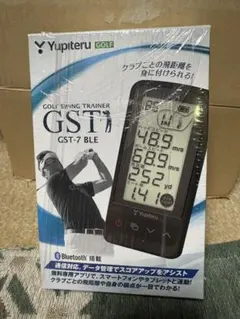 Yupiteru GOLF
クラブごとの飛距離を
身に付けられる!
GOLF SWING TRAINER
GST
GST-7 BLE
48.9
m/s
68.9
m/s
252
yd
1.4
Yupiteru
Bluetooth 搭載
通信対応、データ管理でスコアアップをアシスト
無料専用アプリで、スマートフォンやタブレットと連動!
クラブごとの飛距離や自身の弱点が一目でわかる!